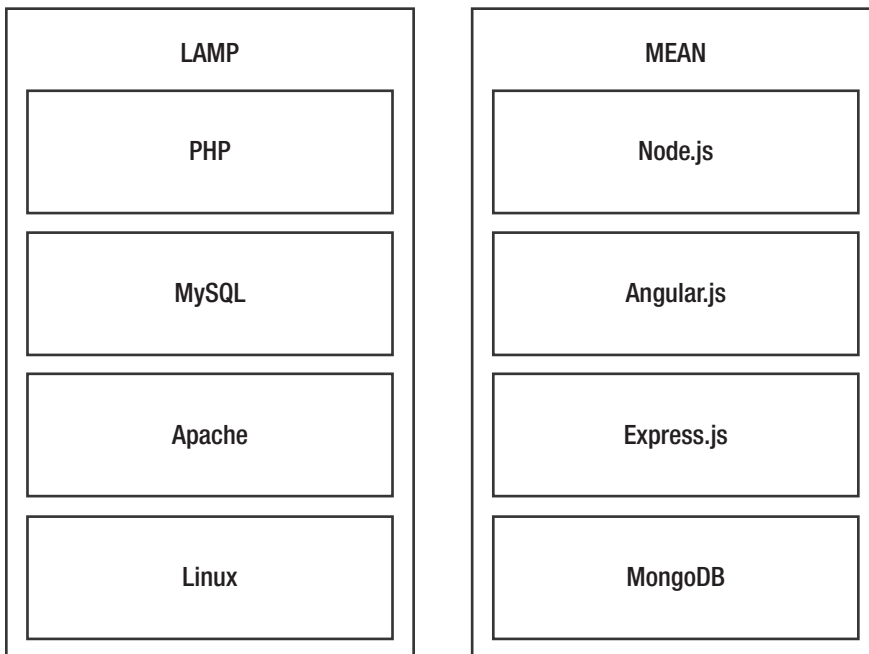 LAMP
PHP
MySQL
Apache
Linux
MEAN
Node.js
Angular.js
Express.js
MongoDB